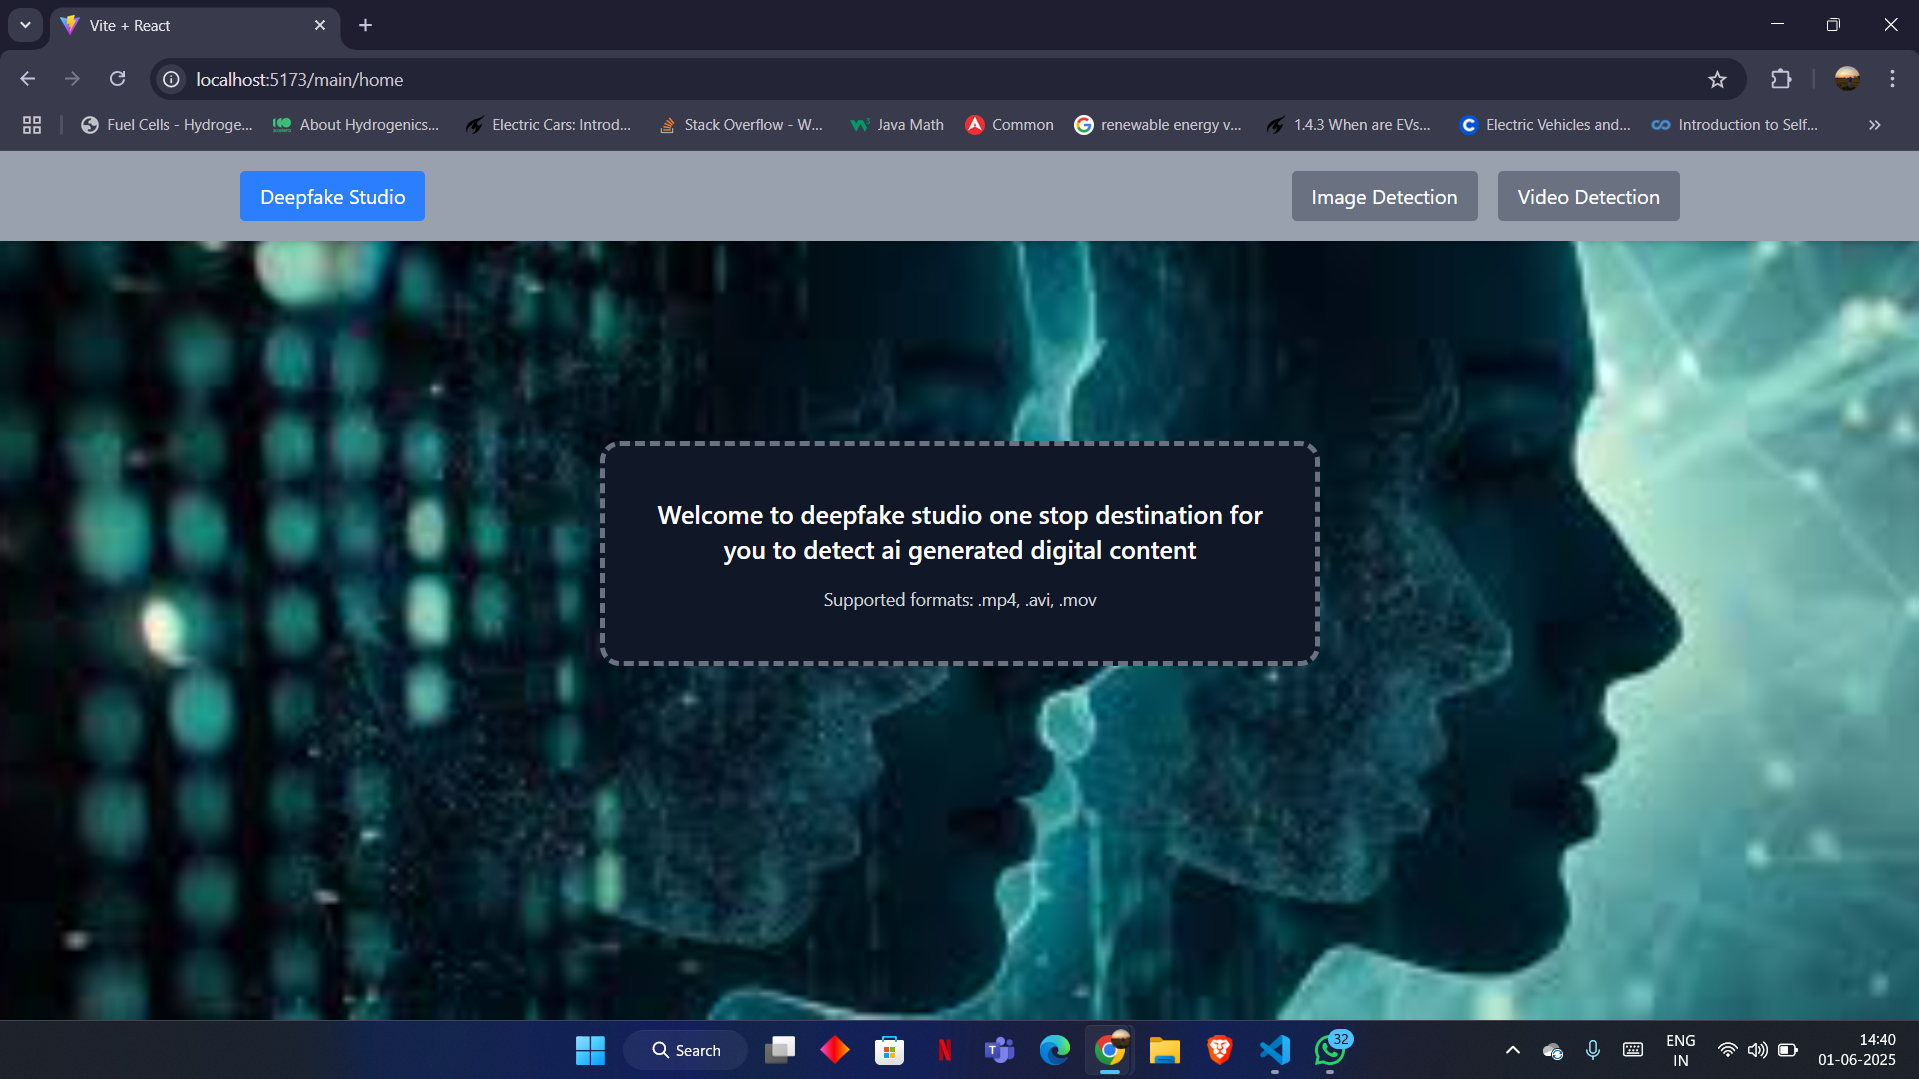 Vite + React
localhost:5173/main/home
Fuel Cells - Hydroge...
About Hydrogenics...
Electric Cars: Introd...
Stack Overflow - W...
Java Math
Common
renewable energy v...
1.4.3 When are EVs...
Electric Vehicles and...
Introduction to Self...
Deepfake Studio
Image Detection
Video Detection
Welcome to deepfake studio one stop destination for
you to detect ai generated digital content
Supported formats: .mp4, .avi, .mov
Search
32
ENG
IN
14:40
01-06-2025